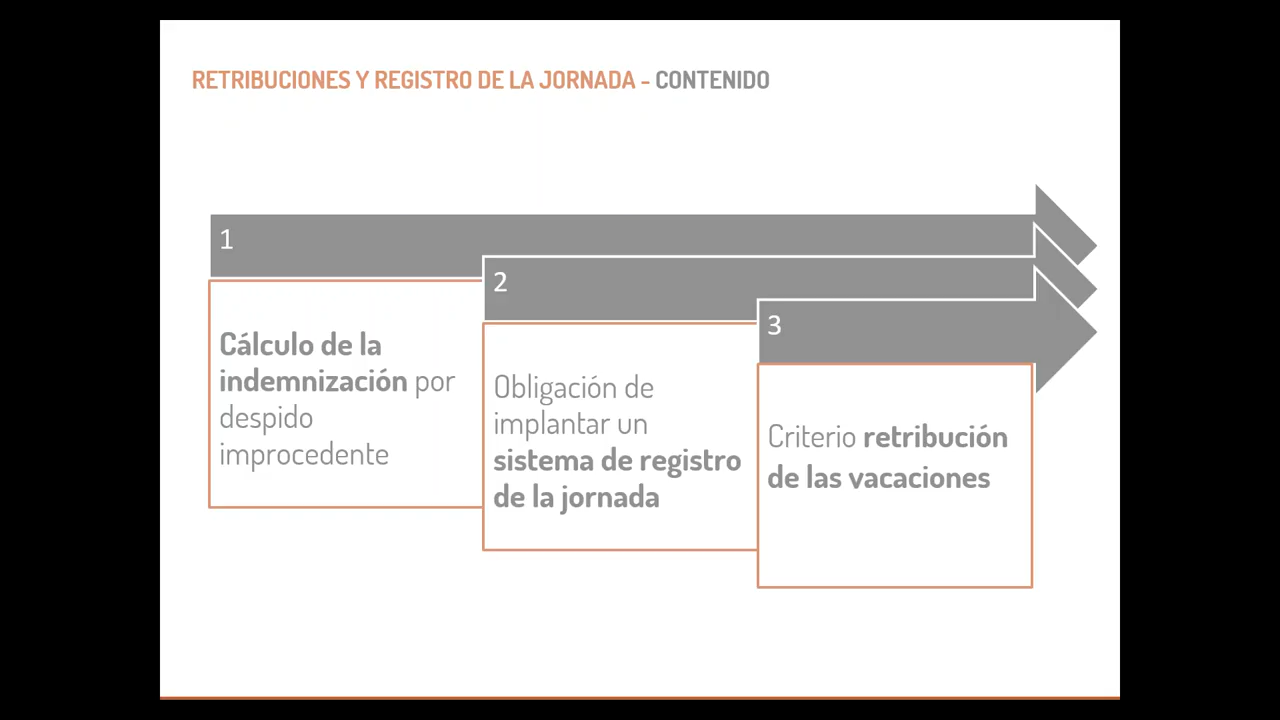 RETRIBUCIONES Y REGISTRO DE LA JORNADA - CONTENIDO
1
Cálculo de la
indemnización por
despido
improcedente
2
Obligación de
implantar un
sistema de registro
de la jornada
3
Criterio retribución
de las vacaciones